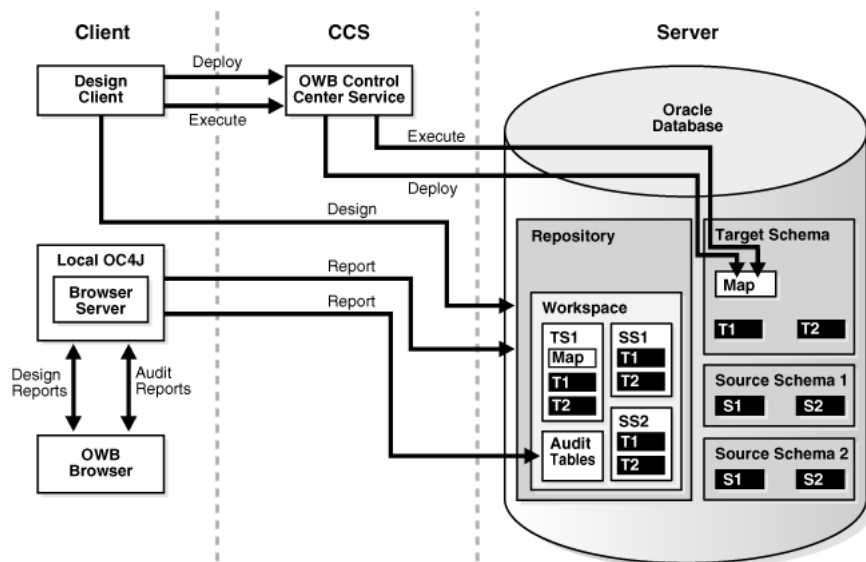 Client
CCS
Server
Design
Client
Deploy
Execute
OWB Control
Center Service
Oracle
Database
Execute
Deploy
Design
Local OC4J
Browser
Server
Report
Report
Design
Reports
Audit
Reports
OWB
Browser
Repository
Workspace
TS1
Map
T1
T2
SS1
T1
T2
SS2
T1
T2
Audit
Tables
Target Schema
Map
T1
T2
Source Schema 1
S1
S2
Source Schema 2
S1
S2